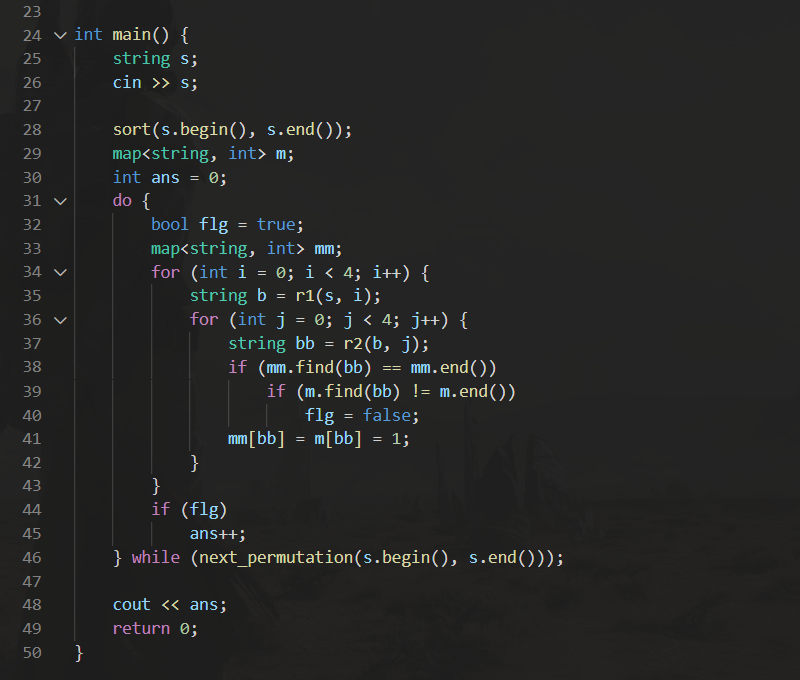 23
24 int main() {
25 string s;
26 cin >> s;
27
28 sort(s.begin(), s.end());
29 map<string, int> m;
30 int ans = 0;
31 do {
32 bool flg = true;
33 map<string, int> mm;
34 for (int i = 0; i < 4; i++) {
35 string b = r1(s, i);
36 for (int j = 0; j < 4; j++) {
37 string bb = r2(b, j);
38 if (mm.find(bb) == mm.end())
39 if (m.find(bb) != m.end())
40 flg = false;
41 mm[bb] = m[bb] = 1;
42 }
43 }
44 if (flg)
45 ans++;
46 } while (next_permutation(s.begin(), s.end()));
47
48 cout << ans;
49 return 0;
50 }